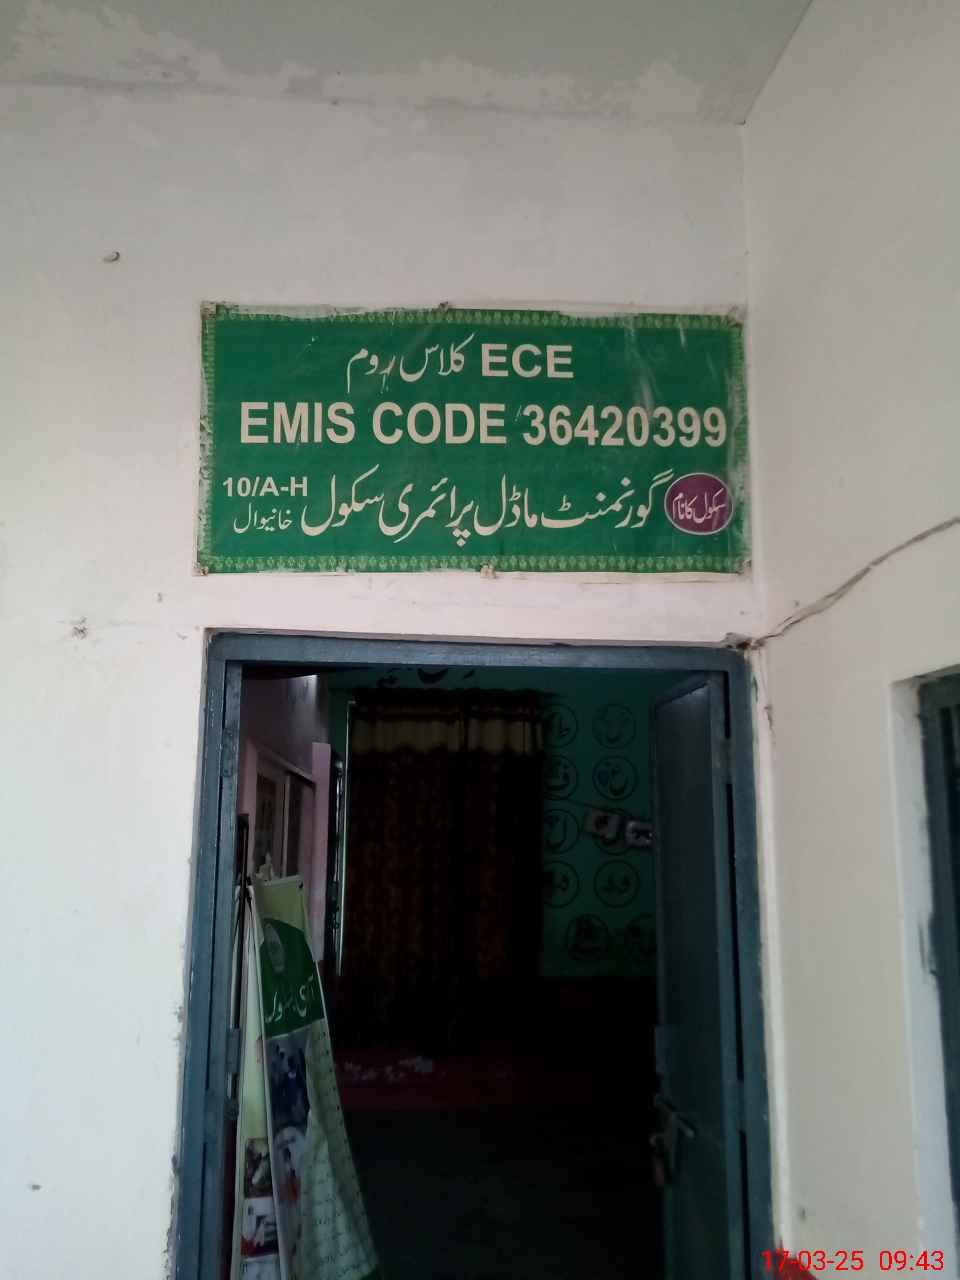 ECE کلاس روم
EMIS CODE 36420399
سکول کا نام گورنمنٹ ماڈل پرائمری سکول 10/A-H
خانیوال
17-03-25 09:43